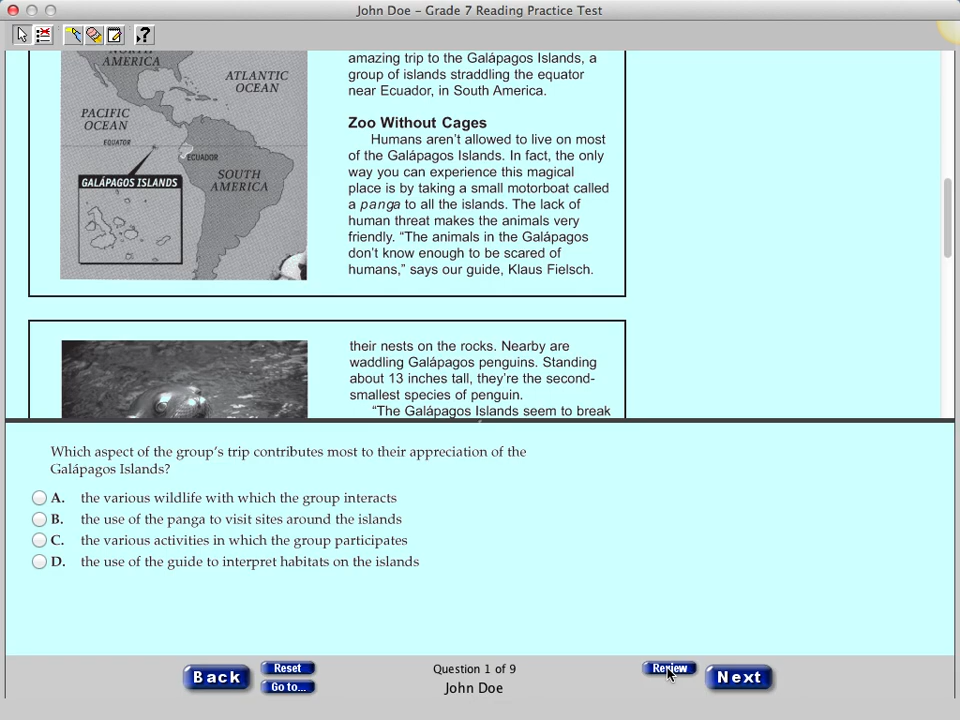 John Doe – Grade 7 Reading Practice Test
NORTH
AMERICA
ATLANTIC
OCEAN
PACIFIC
OCEAN
EQUATOR
ECUADOR
GALÁPAGOS ISLANDS
SOUTH
AMERICA
amazing trip to the Galápagos Islands, a
group of islands straddling the equator
near Ecuador, in South America.
Zoo Without Cages
Humans aren't allowed to live on most
of the Galápagos Islands. In fact, the only
way you can experience this magical
place is by taking a small motorboat called
a panga to all the islands. The lack of
human threat makes the animals very
friendly. “The animals in the Galápagos
don't know enough to be scared of
humans,” says our guide, Klaus Fielsch.
their nests on the rocks. Nearby are
waddling Galápagos penguins. Standing
about 13 inches tall, they're the second-
smallest species of penguin.
“The Galápagos Islands seem to break
Which aspect of the group's trip contributes most to their appreciation of the
Galápagos Islands?
A. the various wildlife with which the group interacts
B. the use of the panga to visit sites around the islands
C. the various activities in which the group participates
D. the use of the guide to interpret habitats on the islands
Back
Reset
Go to...
Question 1 of 9
John Doe
Review
Next